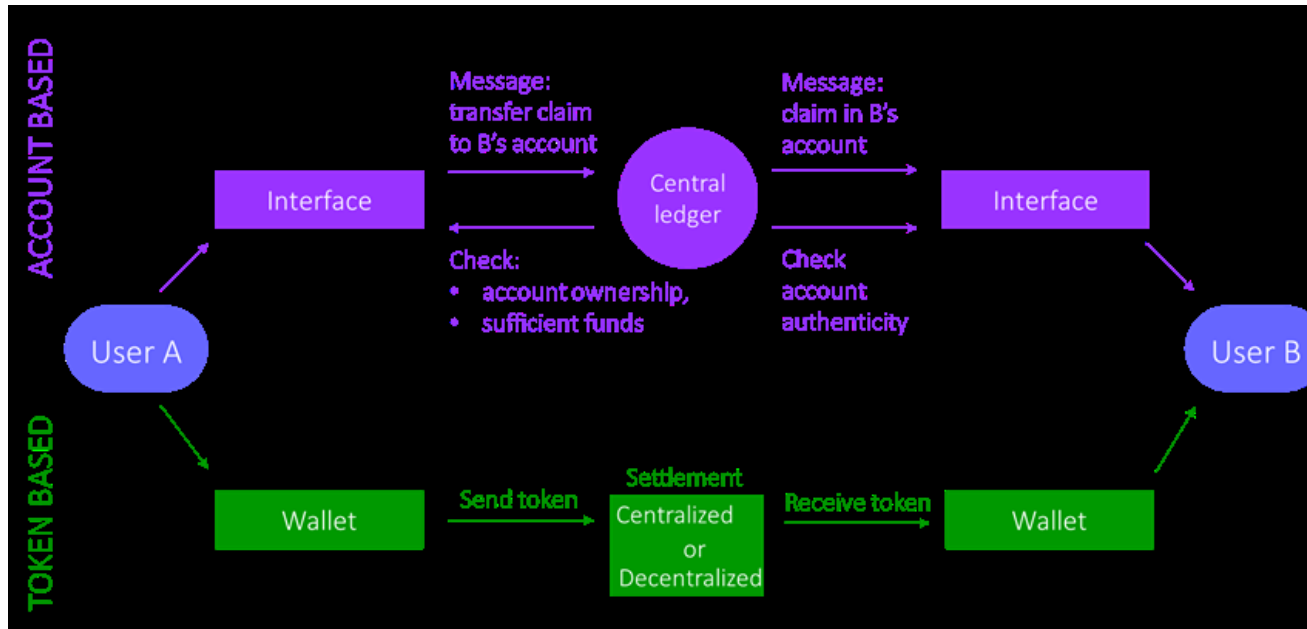 ACCOUNT BASED
Message:
transfer claim
to B's account
Message:
claim in B's
account
Interface
Central
ledger
Interface
Check:
• account ownership,
• sufficient funds
Check
account
authenticity
User A
User B
TOKEN BASED
Wallet
Send token
Settlement
Centralized
or
Decentralized
Receive token
Wallet